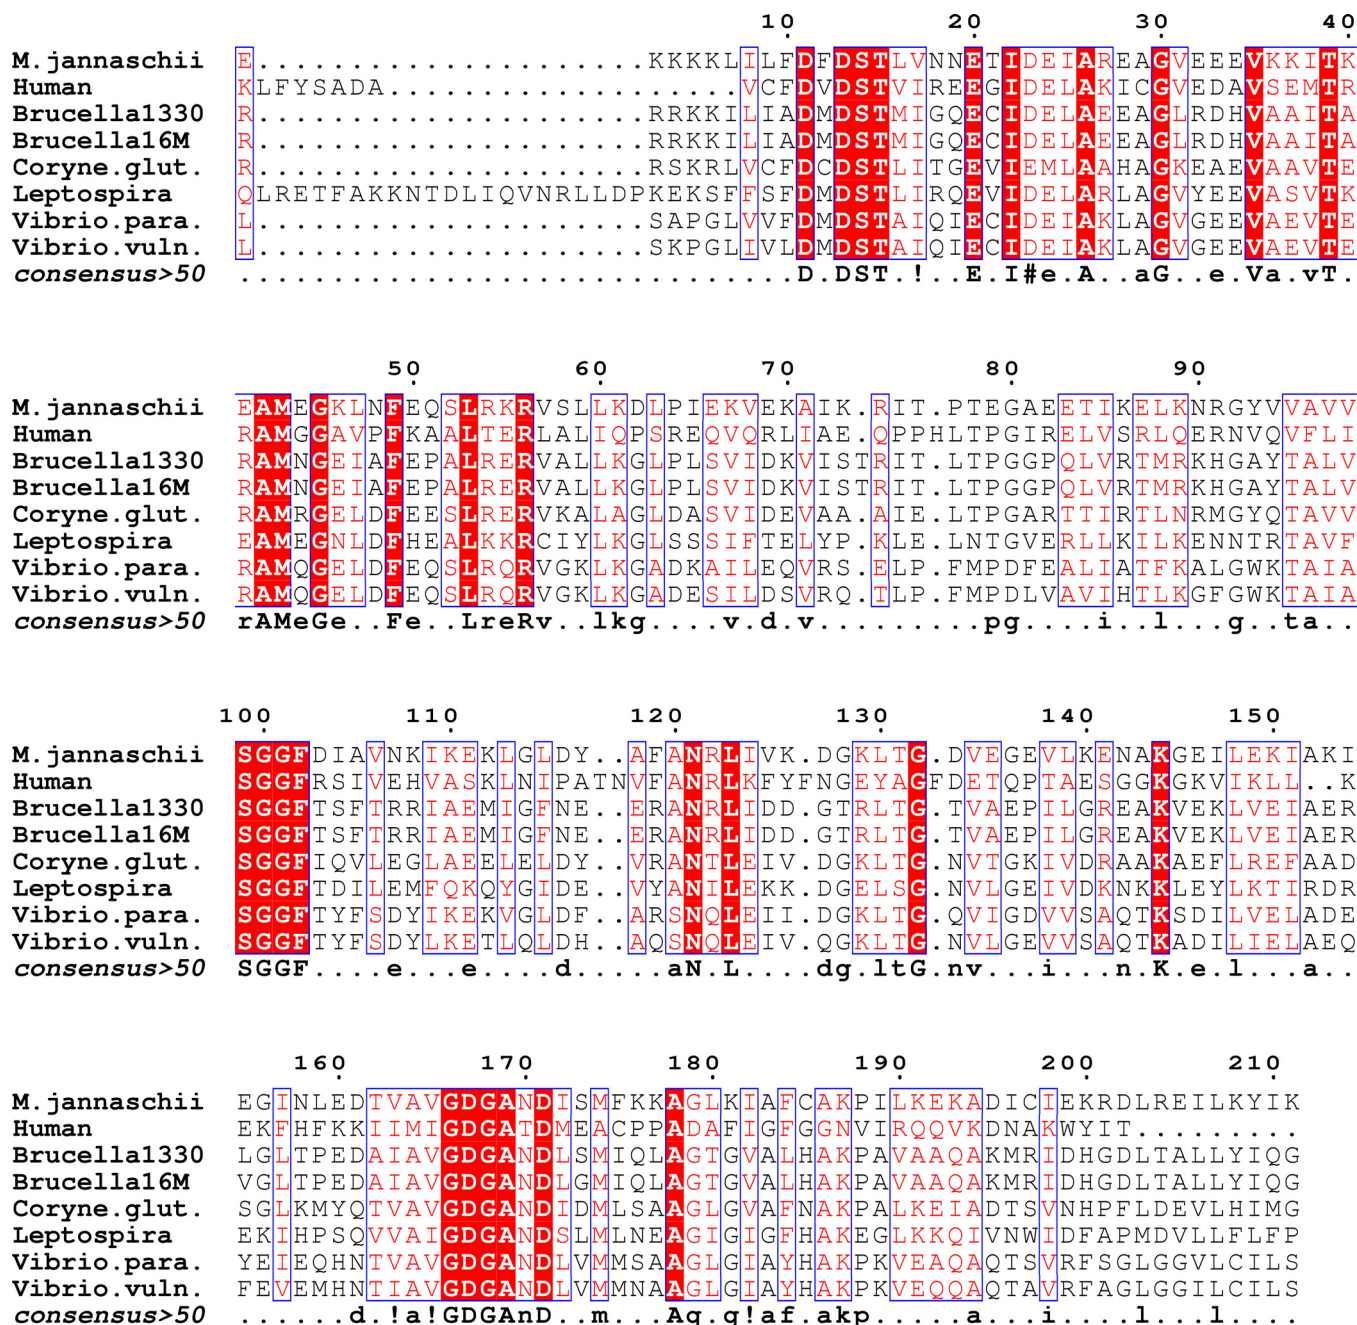 10 20 30 40
M.jannaschii E.....................KKKKLILFDFDSTLVNNETIDEIAREAGVEEEVKKITK
Human KLFYSADA...................VCFDVDSTVIREEGIDELAKICGVEDAVSEMTR
Brucella1330 R.....................RRKKILIADMDSTMIGQECIDELAEEAGLRDHVAAITA
Brucella16M R.....................RRKKILIADMDSTMIGQECIDELAEEAGLRDHVAAITA
Coryne.glut. R.....................RSKRLVCFDCDSTLITGEVIEMLAAHAGKEAEVAAVTE
Leptospira QLRETFAKKNTDLIQVNRLLDPKEKSFFSFDMDSTLIRQEVIDELARLAGVYEEVASVTK
Vibrio.para. L.....................SAPGLVVFDMDSTAIQIECIDEIAKLAGVGEEVAEVTE
Vibrio.vuln. L.....................SKPGLIVLDMDSTAIQIECIDEIAKLAGVGEEVAEVTE
consensus>50 ..............................D.DST.!..E.I#e.A..aG..e.Va.vT.
50 60 70 80 90
M.jannaschii EAMEGKLNFEQSLRKRVSLLKDLPIEKVEKAIK.RIT.PTEGAEETIKELKNRGYVVAVV
Human RAMGGAVPFKAALTERLALIQPSREQVQRLIAE.QPPHLTPGIRELVSRLQERNVQVFLI
Brucella1330 RAMNGEIAFEPALRERVALLKGLPLSVIDKVISTRIT.LTPGGPQLVRTMRKHGAYTALV
Brucella16M RAMNGEIAFEPALRERVALLKGLPLSVIDKVISTRIT.LTPGGPQLVRTMRKHGAYTALV
Coryne.glut. RAMRGELDFEESLRERVKALAGLDASVIDEVAA.AIE.LTPGARTTIRTLNRMGYQTAVV
Leptospira EAMEGNLDFHEALKKRCIYLKGLSSSIFTELYP.KLE.LNTGVERLLKILKENNTRTAVF
Vibrio.para. RAMQGELDFEQSLRQRVGKLKGADKAILEQVRS.ELP.FMPDFEALIATFKALGWKTAIA
Vibrio.vuln. RAMQGELDFEQSLRQRVGKLKGADESILDSVRQ.TLP.FMPDLVAVIHTLKGFGWKTAIA
consensus>50 rAMeGe..Fe..LreRv..lkg....v.d.v.........pg....i..l...g..ta..
100 110 120 130 140 150
M.jannaschii SGGFDIAVNKIKEKLGLDY..AFANRLIVK.DGKLTG.DVEGEVLKENAKGEILEKIAKI
Human SGGFRSIVEHVASKLNIPATNVFANRLKFYFNGEYAGFDETQPTAESGGKGKVIKLL..K
Brucella1330 SGGFTSFTRRIAEMIGFNE..ERANRLIDD.GTRLTG.TVAEPILGREAKVEKLVEIAER
Brucella16M SGGFTSFTRRIAEMIGFNE..ERANRLIDD.GTRLTG.TVAEPILGREAKVEKLVEIAER
Coryne.glut. SGGFIQVLEGLAEELELDY..VRANTLEIV.DGKLTG.NVTGKIVDRAAKAEFLREFAAD
Leptospira SGGFTDILEMFQKQYGIDE..VYANILEKK.DGELSG.NVLGEIVDKNKKLEYLKTIRDR
Vibrio.para. SGGFTYFSDYIKEKVGLDF..ARSNQLEII.DGKLTG.QVIGDVVSAQTKSDILVELADE
Vibrio.vuln. SGGFTYFSDYLKETLQLDH..AQSNQLEIV.QGKLTG.NVLGEVVSAQTKADILIELAEQ
consensus>50 SGGF....e...e....d.....aN.L....dg.ltG.nv...i...n.K.e.l...a..
160 170 180 190 200 210
M.jannaschii EGINLEDTVAVGDGANDISMFKKAGLKIAFCAKPILKEKADICIEKRDLREILKYIK
Human EKFHFKKIIMIGDGATDMEACPPADAFIGFGGNVIRQQVKDNAKWYIT.........
Brucella1330 LGLTPEDAIAVGDGANDLSMIQLAGTGVALHAKPAVAAQAKMRIDHGDLTALLYIQG
Brucella16M VGLTPEDAIAVGDGANDLGMIQLAGTGVALHAKPAVAAQAKMRIDHGDLTALLYIQG
Coryne.glut. SGLKMYQTVAVGDGANDIDMLSAAGLGVAFNAKPALKEIADTSVNHPFLDEVLHIMG
Leptospira EKIHPSQVVAIGDGANDSLMLNEAGIGIGFHAKEGLKKQIVNWIDFAPMDVLLFLFP
Vibrio.para. YEIEQHNTVAVGDGANDLVMMSAAGLGIAYHAKPKVEAQAQTSVRFSGLGGVLCILS
Vibrio.vuln. FEVEMHNTIAVGDGANDLVMMNAAGLGIAYHAKPKVEQQAQTAVRFAGLGGILCILS
consensus>50 ......d.!a!GDGAnD..m...Ag.g!af.akp.....a...i....l...l....